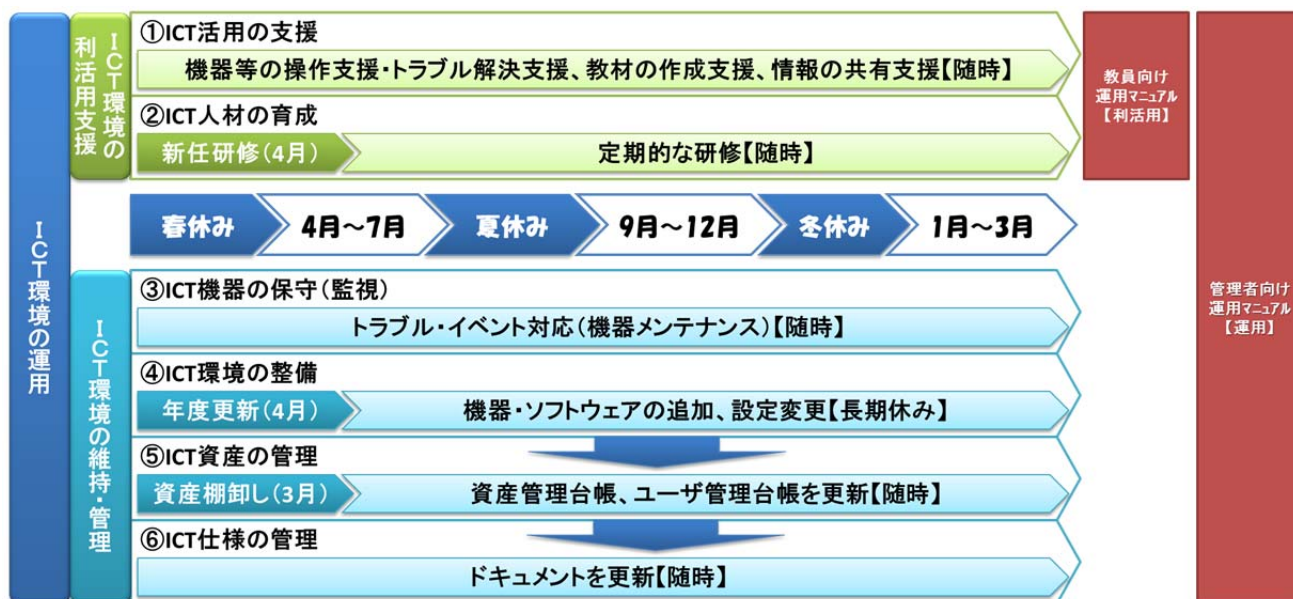 ICT環境の運用
ICT環境の
利活用支援
①ICT活用の支援
機器等の操作支援・トラブル解決支援、教材の作成支援、情報の共有支援【随時】
②ICT人材の育成
新任研修(4月)
定期的な研修【随時】
教員向け
運用マニュアル
【利活用】
春休み
4月～7月
夏休み
9月～12月
冬休み
1月～3月
管理者向け
運用マニュアル
【運用】
ICT環境の維持・管理
③ICT機器の保守(監視)
トラブル・イベント対応(機器メンテナンス)【随時】
④ICT環境の整備
年度更新(4月)
機器・ソフトウェアの追加、設定変更【長期休み】
⑤ICT資産の管理
資産棚卸し(3月)
資産管理台帳、ユーザ管理台帳を更新【随時】
⑥ICT仕様の管理
ドキュメントを更新【随時】